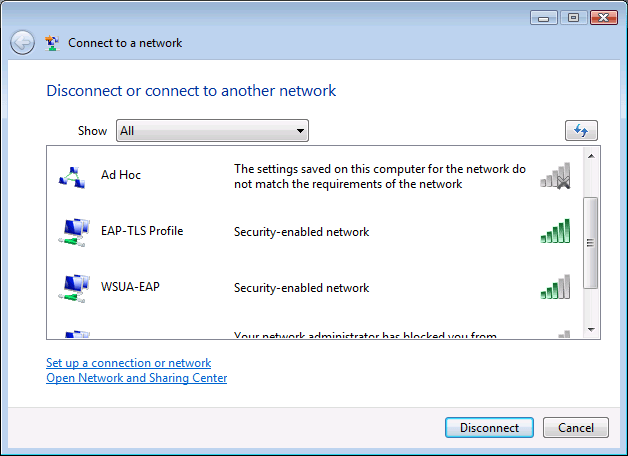 Connect to a network
Disconnect or connect to another network
Show All
Ad Hoc
The settings saved on this computer for the network do
not match the requirements of the network
EAP-TLS Profile Security-enabled network
WSUA-EAP Security-enabled network
Your network administrator has blocked you from
Set up a connection or network
Open Network and Sharing Center
Disconnect Cancel